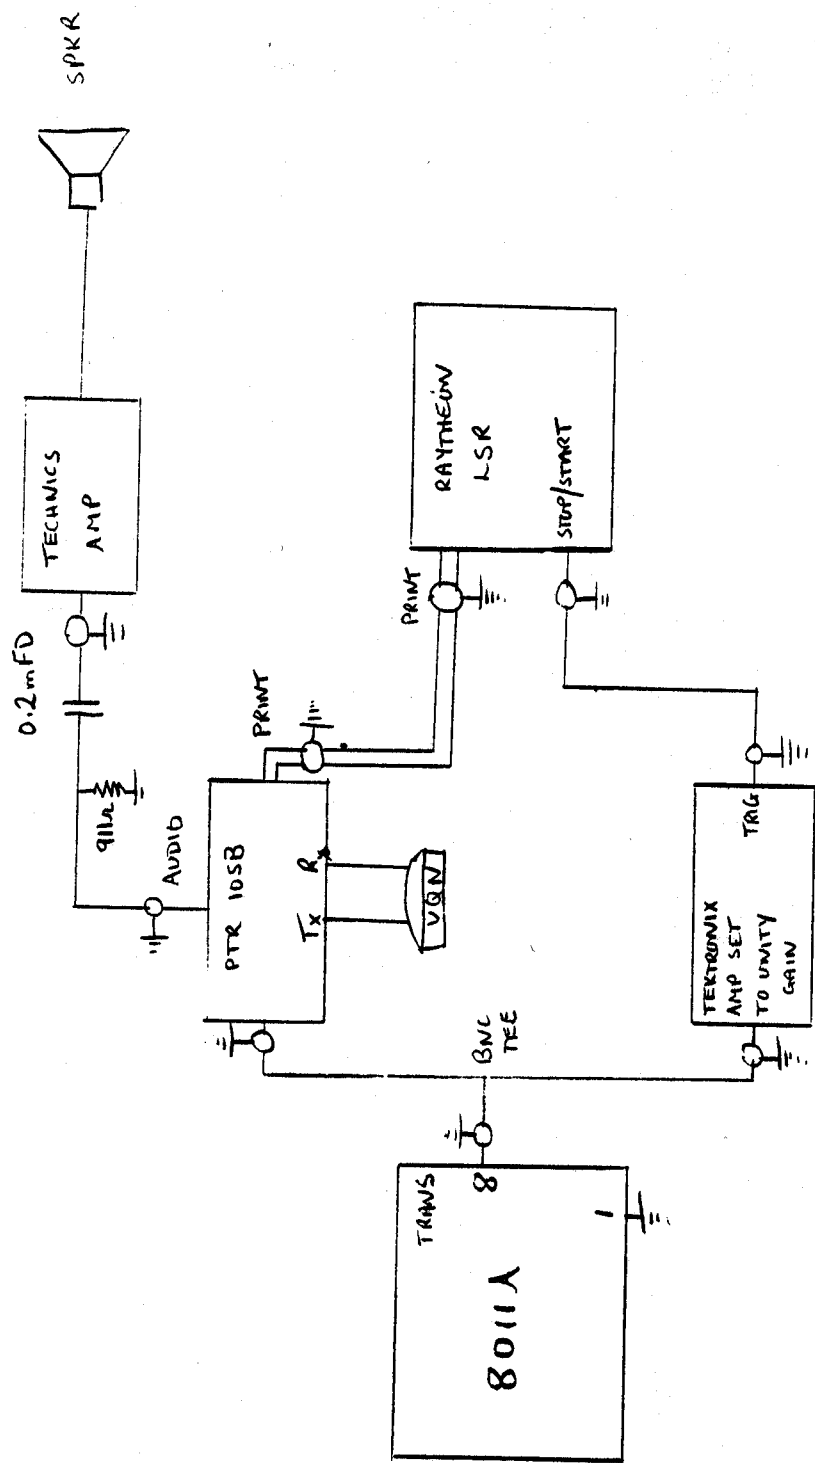 SPKR
TECHNICS
AMP
0.2mFD
AUDIO
PRINT
PTR 105B
Tx
Rx
VQN
PRINT
RAYTHEON
LSR
STOP/START
BNC
TEE
TRANS
8
8011A
1
TEKTRONIX
AMP SET
TO UNITY
GAIN
TRIG